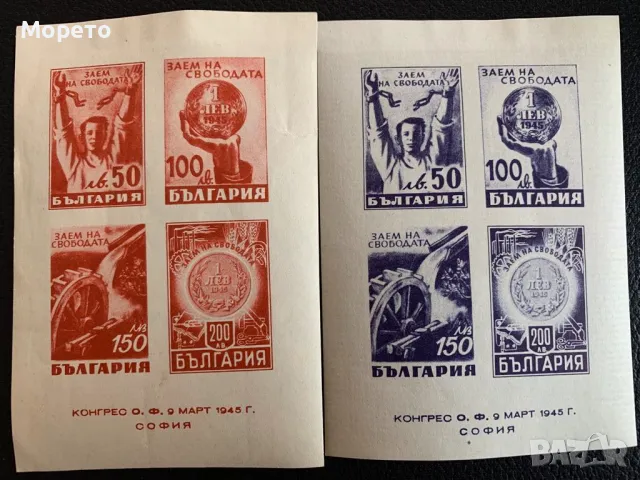 Морето
ЗАЕМ
НА СВОБОДАТА
лв. 50
БЪЛГАРИЯ
ЗАЕМ НА
СВОБОДАТА
1
ЛЕВ
1945
100 лв.
БЪЛГАРИЯ
ЗАЕМ НА
СВОБОДАТА
лв
150
БЪЛГАРИЯ
ЗАЕМ НА СВОБОДАТА
1
ЛЕВ
1945
200
ЛВ
БЪЛГАРИЯ
КОНГРЕС О. Ф. 9 МАРТ 1945 Г.
СОФИЯ
ЗАЕМ
НА СВОБОДАТА
лв. 50
БЪЛГАРИЯ
ЗАЕМ НА
СВОБОДАТА
1
ЛЕВ
1945
100 лв.
БЪЛГАРИЯ
ЗАЕМ НА
СВОБОДАТА
лв
150
БЪЛГАРИЯ
ЗАЕМ НА СВОБОДАТА
1
ЛЕВ
1945
200
ЛВ
БЪЛГАРИЯ
КОНГРЕС О. Ф. 9 МАРТ 1945 Г.
СОФИЯ
BAZAR